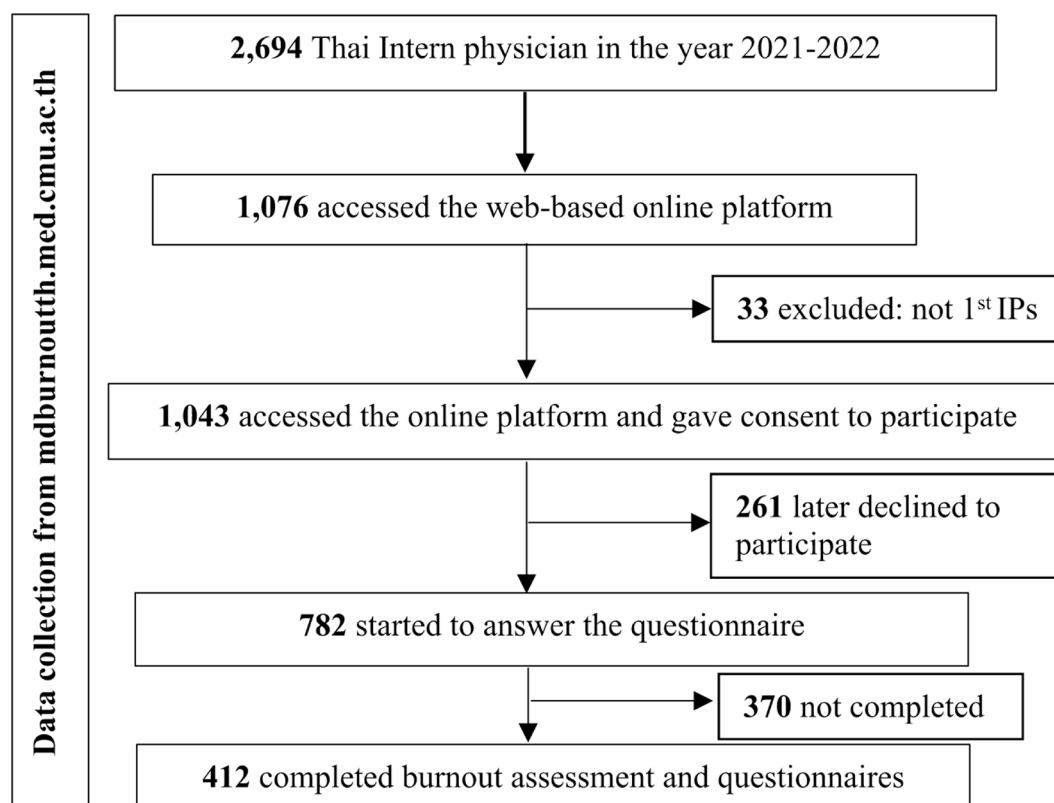 Data collection from mdburnoutth.med.cmu.ac.th
2,694 Thai Intern physician in the year 2021-2022
1,076 accessed the web-based online platform
33 excluded: not 1st IPs
1,043 accessed the online platform and gave consent to participate
261 later declined to
participate
782 started to answer the questionnaire
370 not completed
412 completed burnout assessment and questionnaires